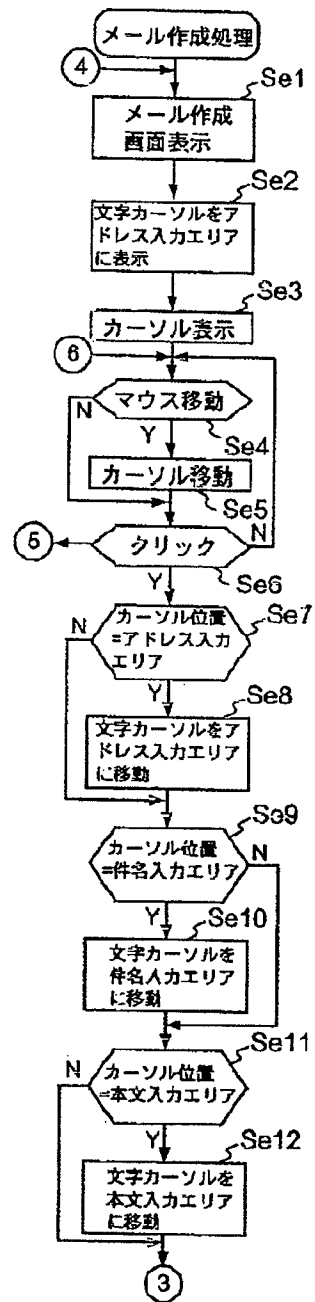 メール作成処理
4
Se1
メール作成
画面表示
Se2
文字カーソルをア
ドレス入力エリア
に表示
Se3
カーソル表示
6
N
マウス移動
Y
Se4
カーソル移動
Se5
5
クリック
N
Y
Se6
Se7
N
カーソル位置
=アドレス入力
エリア
Y
Se8
文字カーソルをア
ドレス入力エリア
に移動
Se9
カーソル位置
=件名入力エリア
N
Y
Se10
文字カーソルを
件名入力エリア
に移動
Se11
N
カーソル位置
=本文入力エリア
Y
Se12
文字カーソルを
本文入力エリア
に移動
3